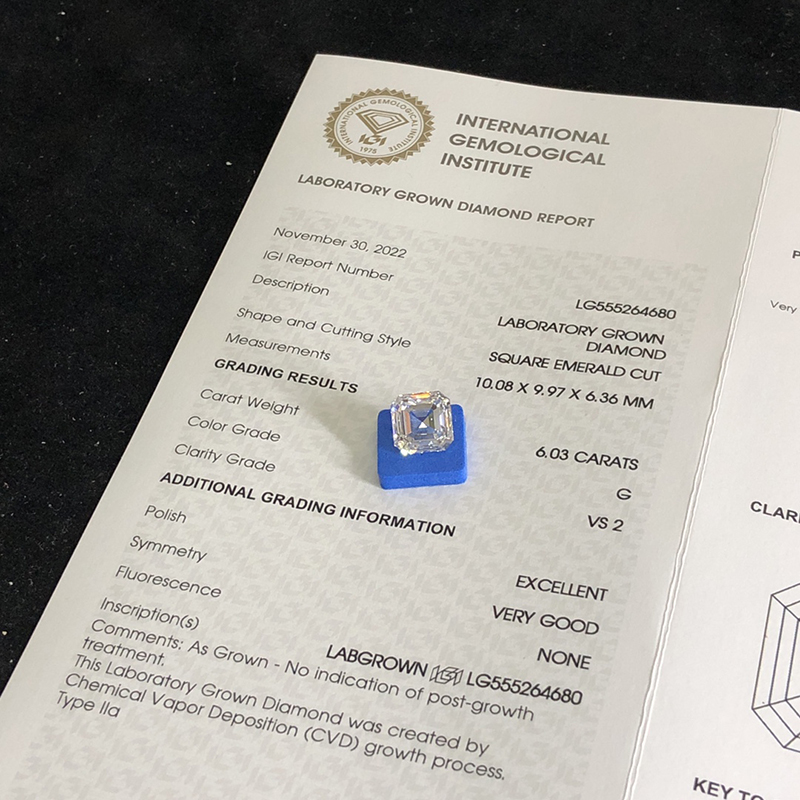 INTERNATIONAL GEMOLOGICAL INSTITUTE
IGI
1975
INTERNATIONAL
GEMOLOGICAL
INSTITUTE
LABORATORY GROWN DIAMOND REPORT
November 30, 2022
IGI Report Number LG555264680
Description LABORATORY GROWN
DIAMOND
Shape and Cutting Style SQUARE EMERALD CUT
Measurements 10.08 X 9.97 X 6.36 MM
GRADING RESULTS
Carat Weight 6.03 CARATS
Color Grade G
Clarity Grade VS 2
ADDITIONAL GRADING INFORMATION
Polish EXCELLENT
Symmetry VERY GOOD
Fluorescence NONE
Inscription(s) LABGROWN IGI LG555264680
Comments: As Grown - No indication of post-growth
treatment.
This Laboratory Grown Diamond was created by
Chemical Vapor Deposition (CVD) growth process.
Type IIa
P
Very
CLAR
KEY TO